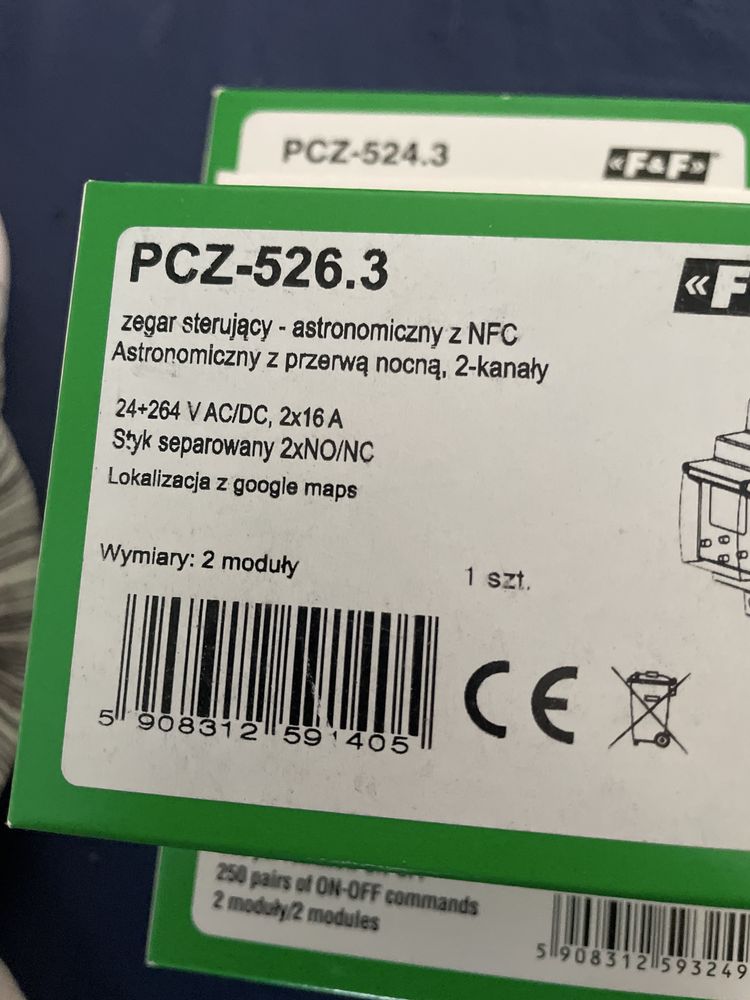 PCZ-524.3
«F&F»
PCZ-526.3
«F
zegar sterujący - astronomiczny z NFC
Astronomiczny z przerwą nocną, 2-kanały
24÷264 V AC/DC, 2x16 A
Styk separowany 2xNO/NC
Lokalizacja z google maps
Wymiary: 2 moduły
1 szt.
5 908312 591405
CE
250 pairs of ON-OFF commands
2 moduły/2 modules
5 908312 593249